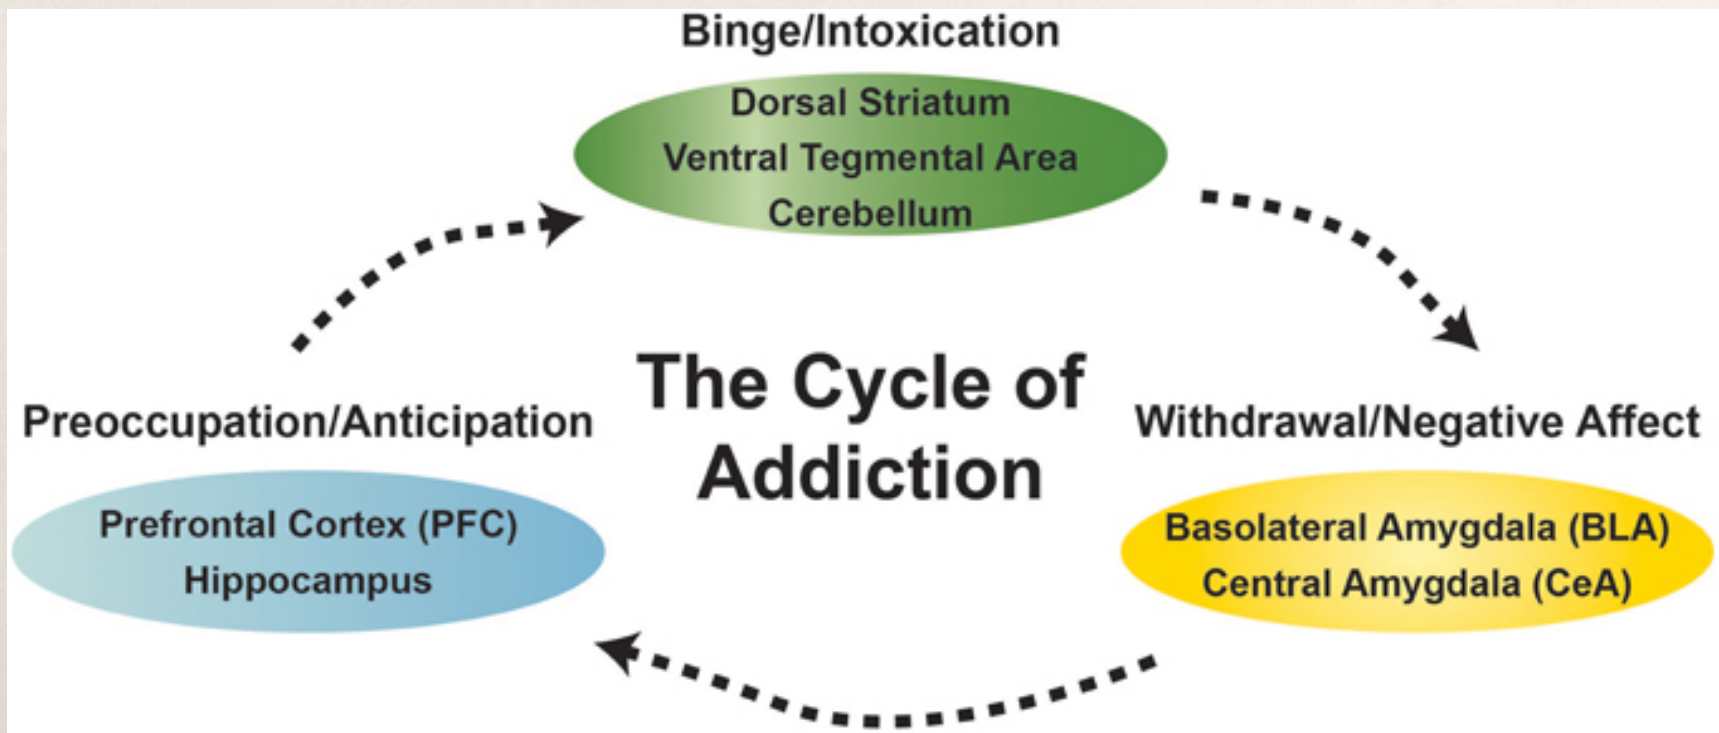 Binge/Intoxication
Dorsal Striatum
Ventral Tegmental Area
Cerebellum
The Cycle of
Addiction
Preoccupation/Anticipation
Prefrontal Cortex (PFC)
Hippocampus
Withdrawal/Negative Affect
Basolateral Amygdala (BLA)
Central Amygdala (CeA)